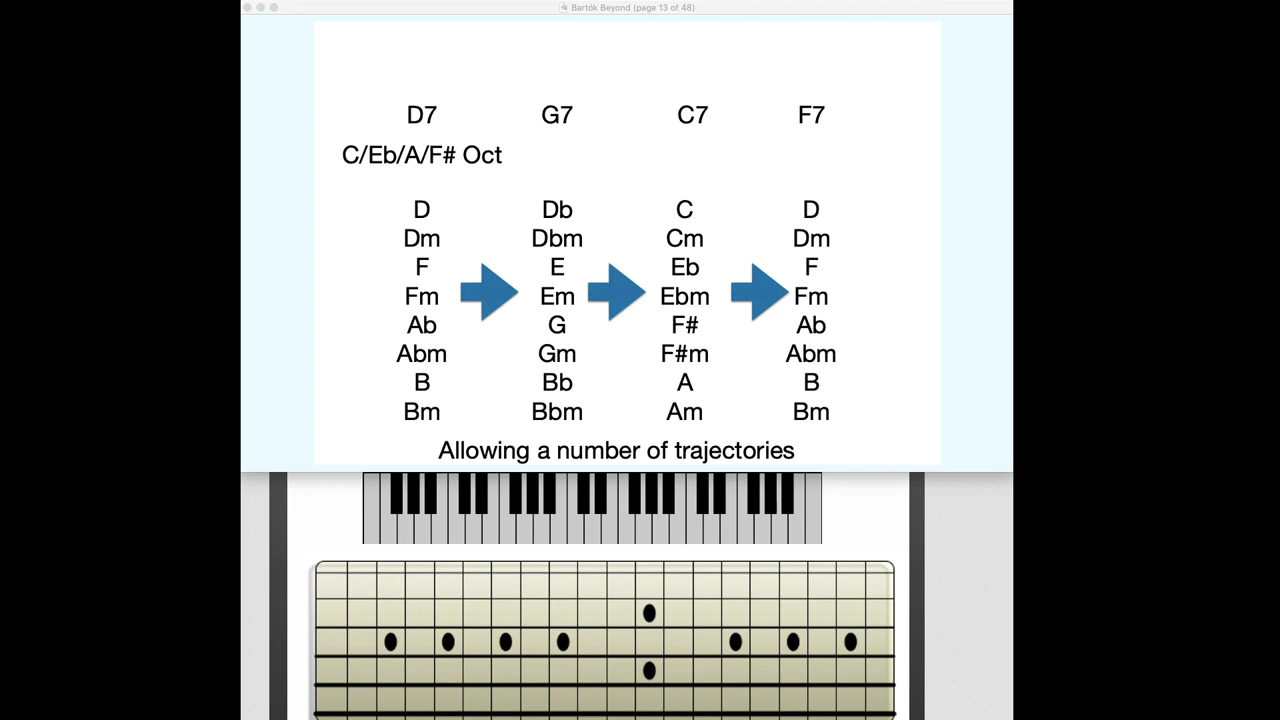 Bartók Beyond (page 13 of 48)
D7 G7 C7 F7
C/Eb/A/F# Oct
D Db C D
Dm Dbm Cm Dm
F E Eb F
Fm Em Ebm Fm
Ab G F# Ab
Abm Gm F#m Abm
B Bb A B
Bm Bbm Am Bm
Allowing a number of trajectories